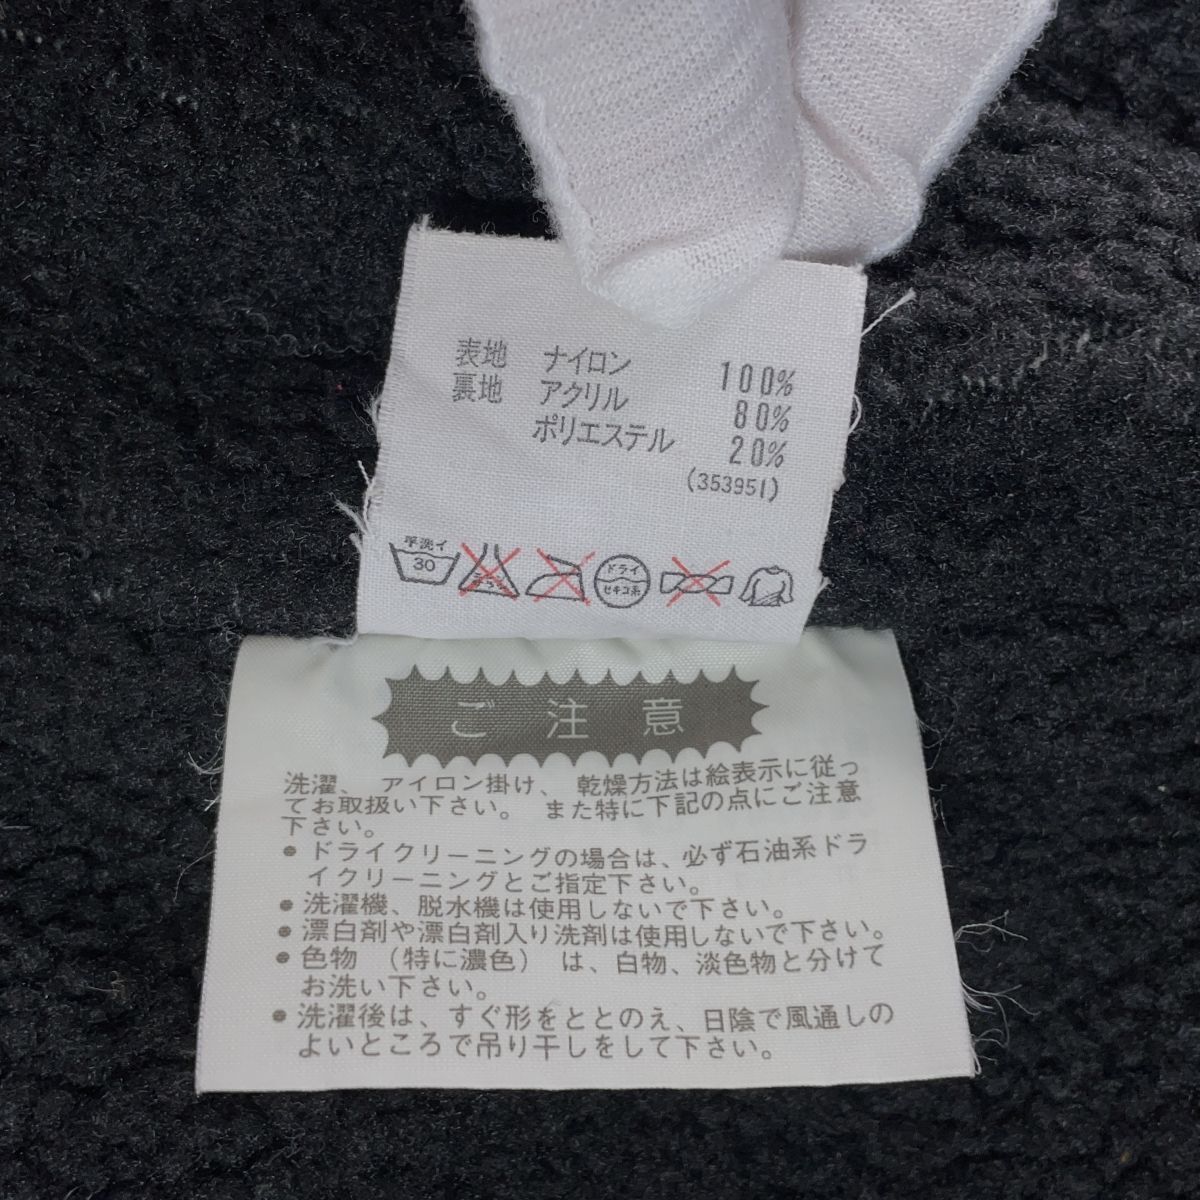 表地 ナイロン 100%
裏地 アクリル 80%
ポリエステル 20%
(353951)
手洗イ
30
ドライ
セキユ系
ご注意
洗濯、 アイロン掛け、 乾燥方法は絵表示に従っ
てお取扱い下さい。 また特に下記の点にご注意
下さい。
● ドライクリーニングの場合は、必ず石油系ドラ
イクリーニングとご指定下さい。
● 洗濯機、脱水機は使用しないで下さい。
● 漂白剤や漂白剤入り洗剤は使用しないで下さい。
● 色物 (特に濃色) は、白物、淡色物と分けて
お洗い下さい。
● 洗濯後は、すぐ形をととのえ、日陰で風通しの
よいところで吊り干しをして下さい。